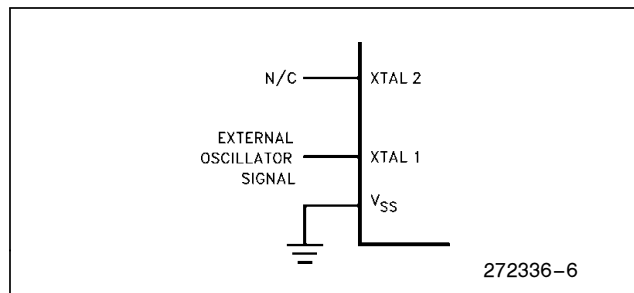 N/C XTAL 2
EXTERNAL
OSCILLATOR XTAL 1
SIGNAL
VSS
272336-6